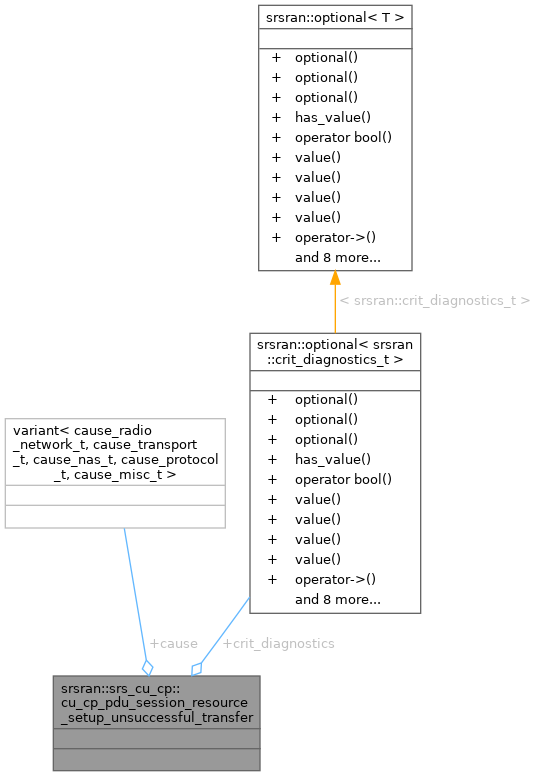 srsran::optional< T >
+ optional()
+ optional()
+ optional()
+ has_value()
+ operator bool()
+ value()
+ value()
+ value()
+ value()
+ operator->()
and 8 more...
< srsran::crit_diagnostics_t >
srsran::optional< srsran
::crit_diagnostics_t >
+ optional()
+ optional()
+ optional()
+ has_value()
+ operator bool()
+ value()
+ value()
+ value()
+ value()
+ operator->()
and 8 more...
variant< cause_radio
_network_t, cause_transport
_t, cause_nas_t, cause_protocol
_t, cause_misc_t >
+cause
+crit_diagnostics
srsran::srs_cu_cp::
cu_cp_pdu_session_resource
_setup_unsuccessful_transfer